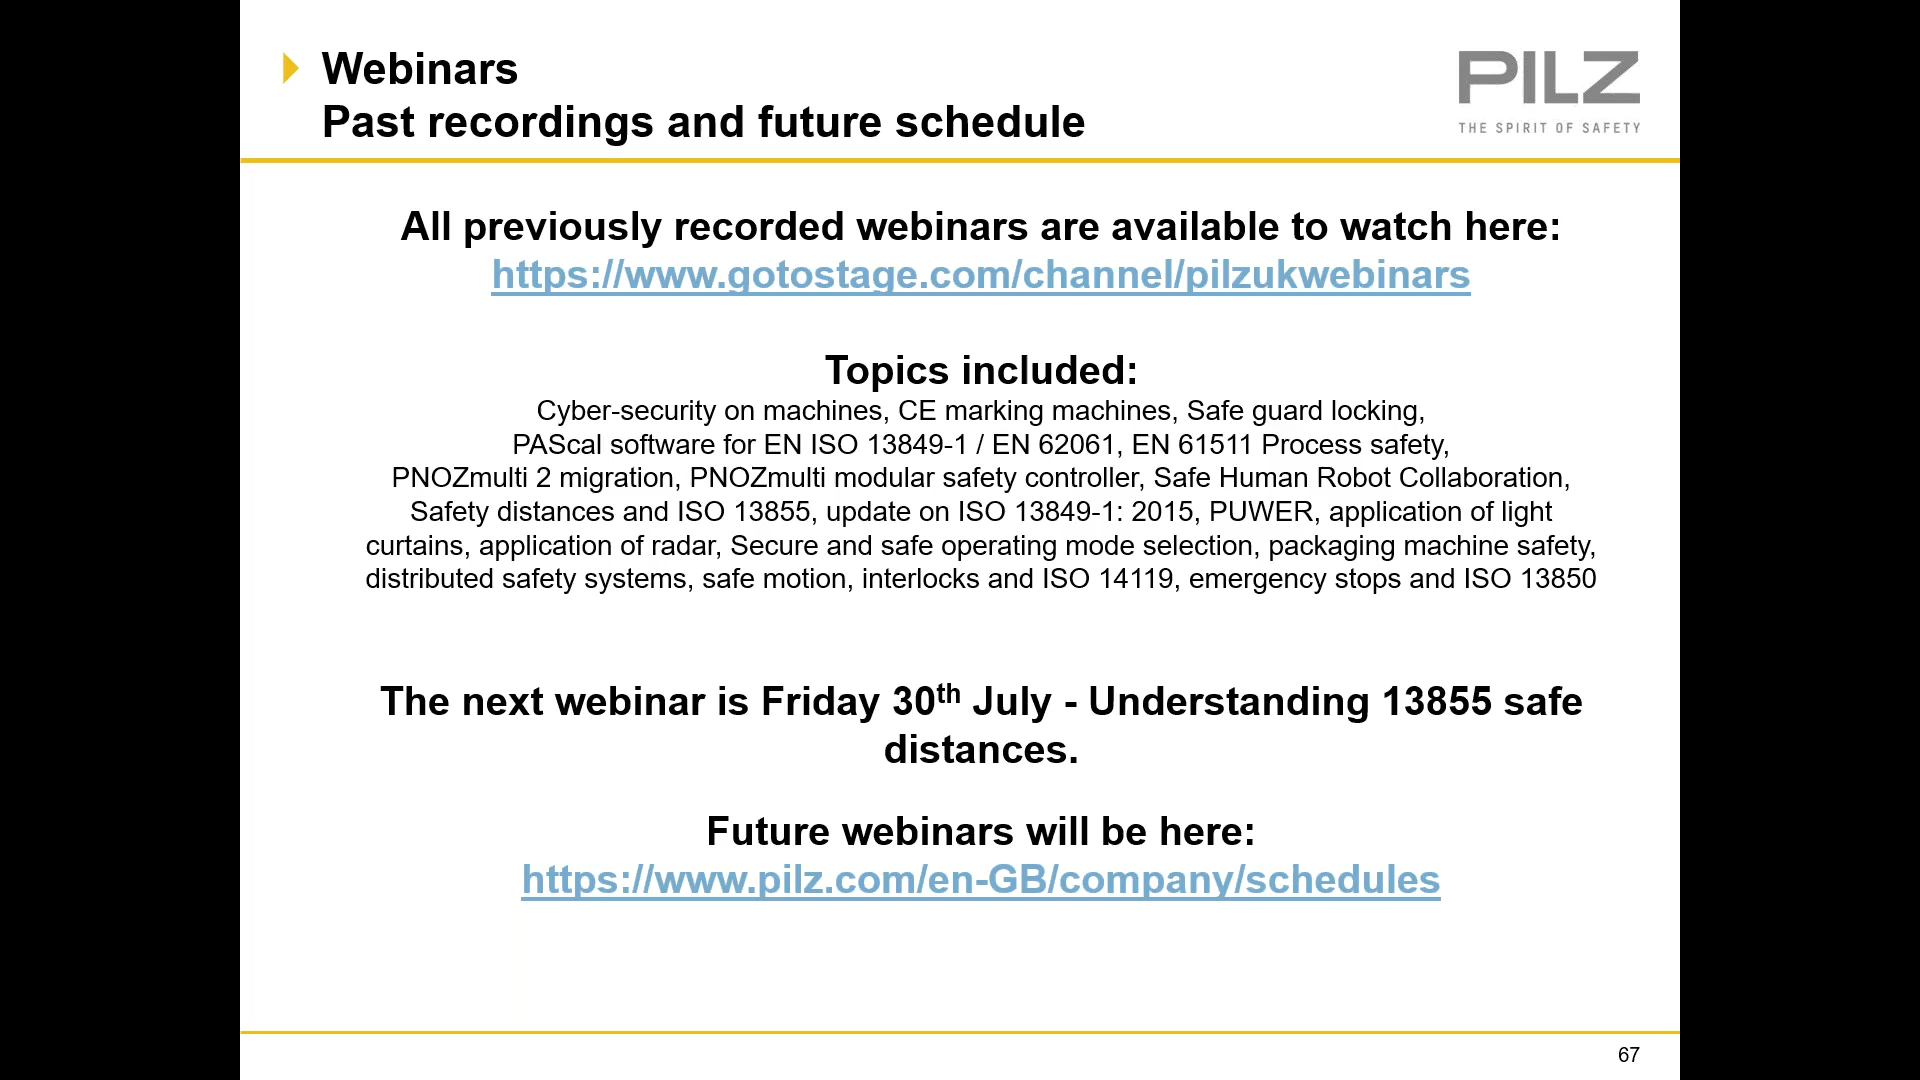 Webinars
Past recordings and future schedule
PILZ
THE SPIRIT OF SAFETY
All previously recorded webinars are available to watch here:
https://www.gotostage.com/channel/pilzukwebinars
Topics included:
Cyber-security on machines, CE marking machines, Safe guard locking,
PAScal software for EN ISO 13849-1 / EN 62061, EN 61511 Process safety,
PNOZmulti 2 migration, PNOZmulti modular safety controller, Safe Human Robot Collaboration,
Safety distances and ISO 13855, update on ISO 13849-1: 2015, PUWER, application of light
curtains, application of radar, Secure and safe operating mode selection, packaging machine safety,
distributed safety systems, safe motion, interlocks and ISO 14119, emergency stops and ISO 13850
The next webinar is Friday 30th July - Understanding 13855 safe
distances.
Future webinars will be here:
https://www.pilz.com/en-GB/company/schedules
67